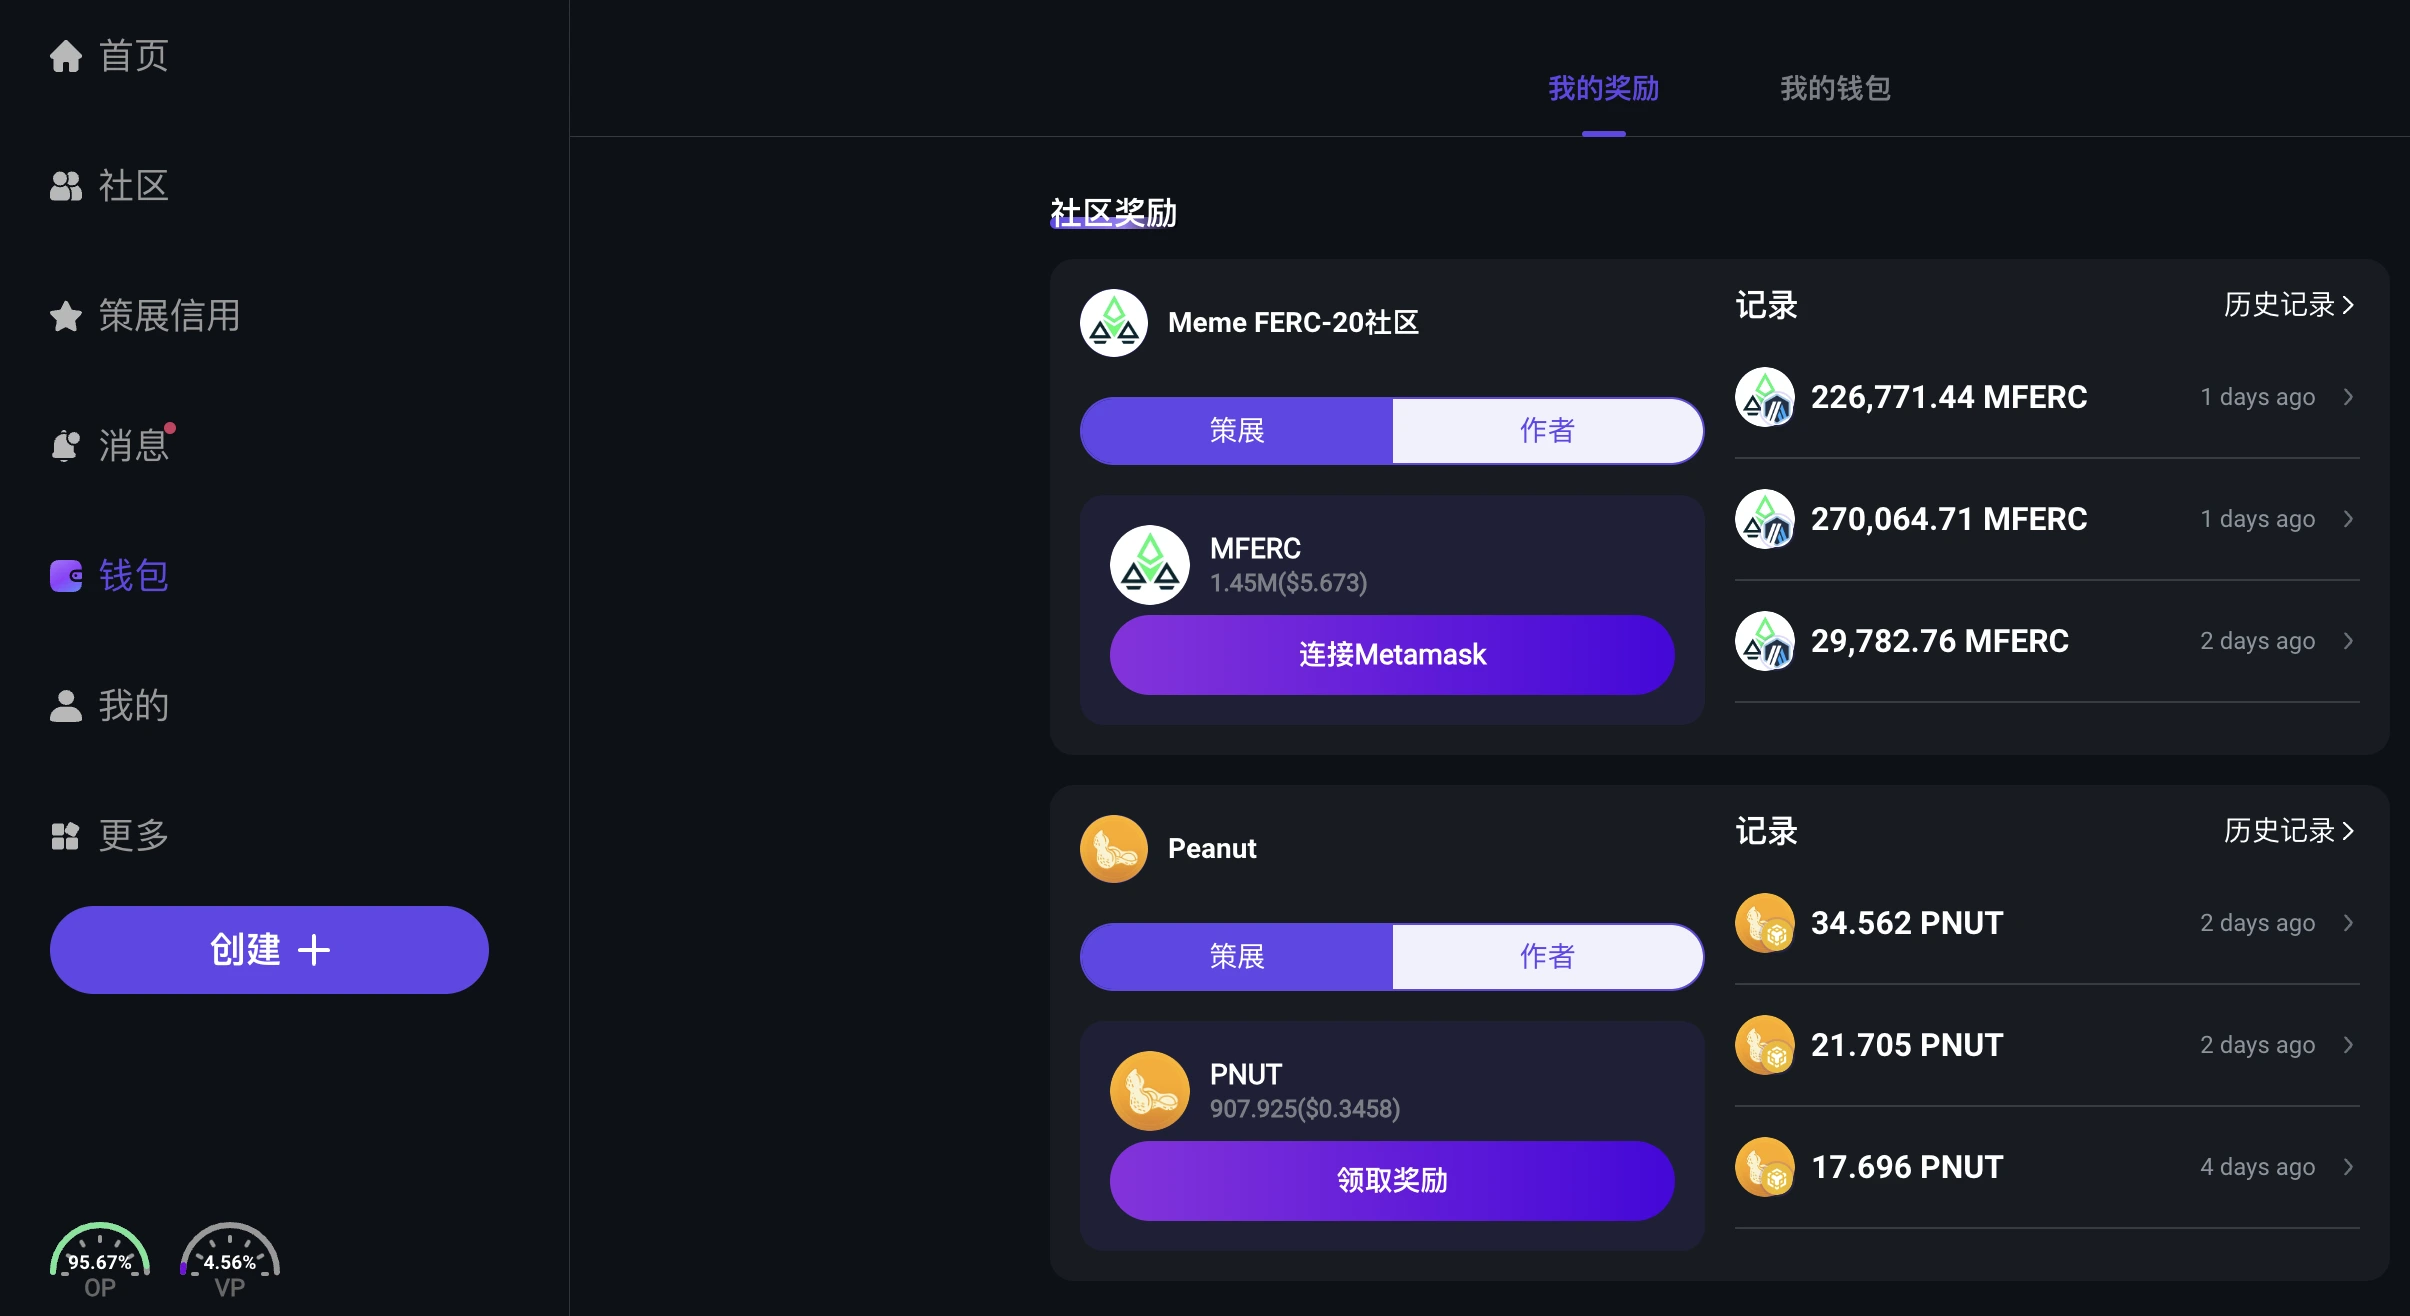 首页
社区
策展信用
消息
钱包
我的
更多
创建
95.67%
OP
4.56%
VP
我的奖励
我的钱包
社区奖励
Meme FERC-20社区
策展
作者
MFERC
1.45M($5.673)
连接Metamask
记录
历史记录
226,771.44 MFERC
1 days ago
270,064.71 MFERC
1 days ago
29,782.76 MFERC
2 days ago
Peanut
策展
作者
PNUT
907.925($0.3458)
领取奖励
记录
历史记录
34.562 PNUT
2 days ago
21.705 PNUT
2 days ago
17.696 PNUT
4 days ago